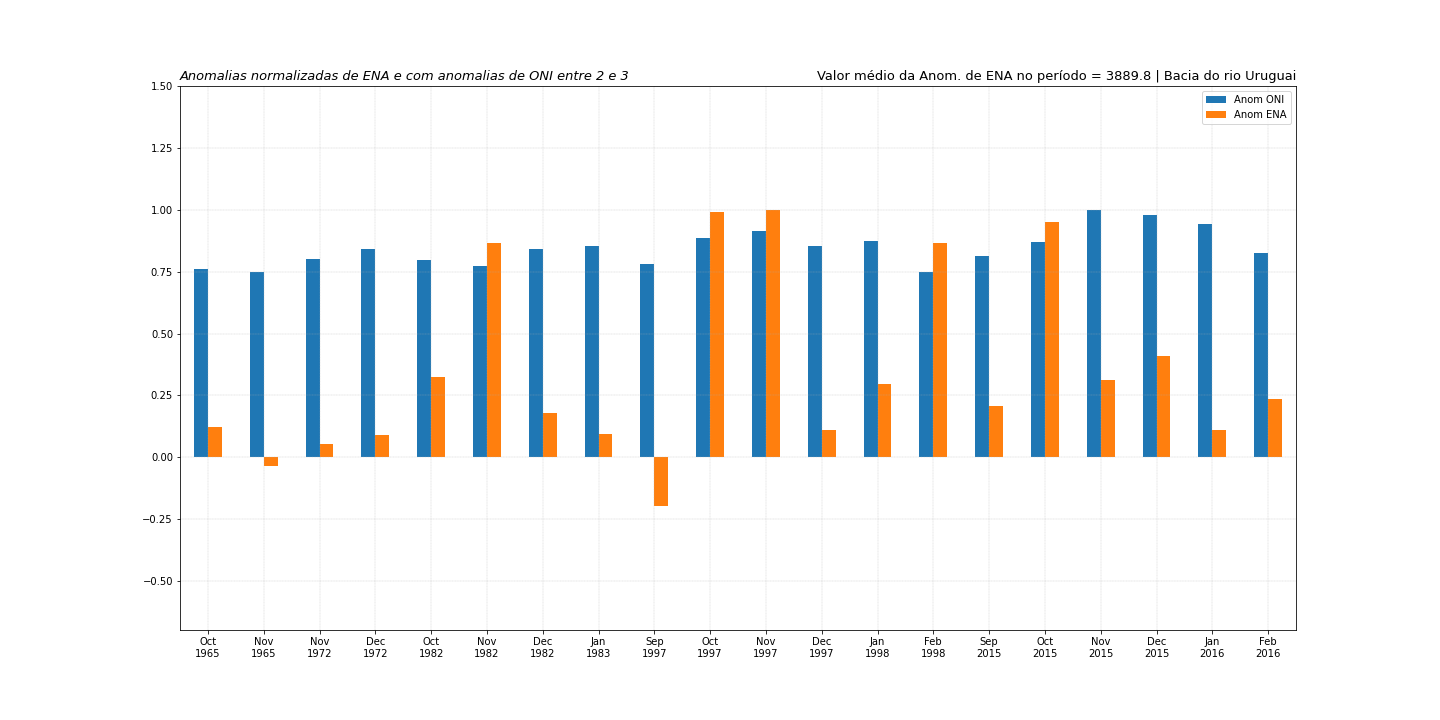 Anomalias normalizadas de ENA e com anomalias de ONI entre 2 e 3
Valor médio da Anom. de ENA no período = 3889.8 | Bacia do rio Uruguai
Anom ONI
Anom ENA
1.50
1.25
1.00
0.75
0.50
0.25
0.00
−0.25
−0.50
Oct Nov Nov Dec Oct Nov Dec Jan Sep Oct Nov Dec Jan Feb Sep Oct Nov Dec Jan Feb
1965 1965 1972 1972 1982 1982 1982 1983 1997 1997 1997 1997 1998 1998 2015 2015 2015 2015 2016 2016